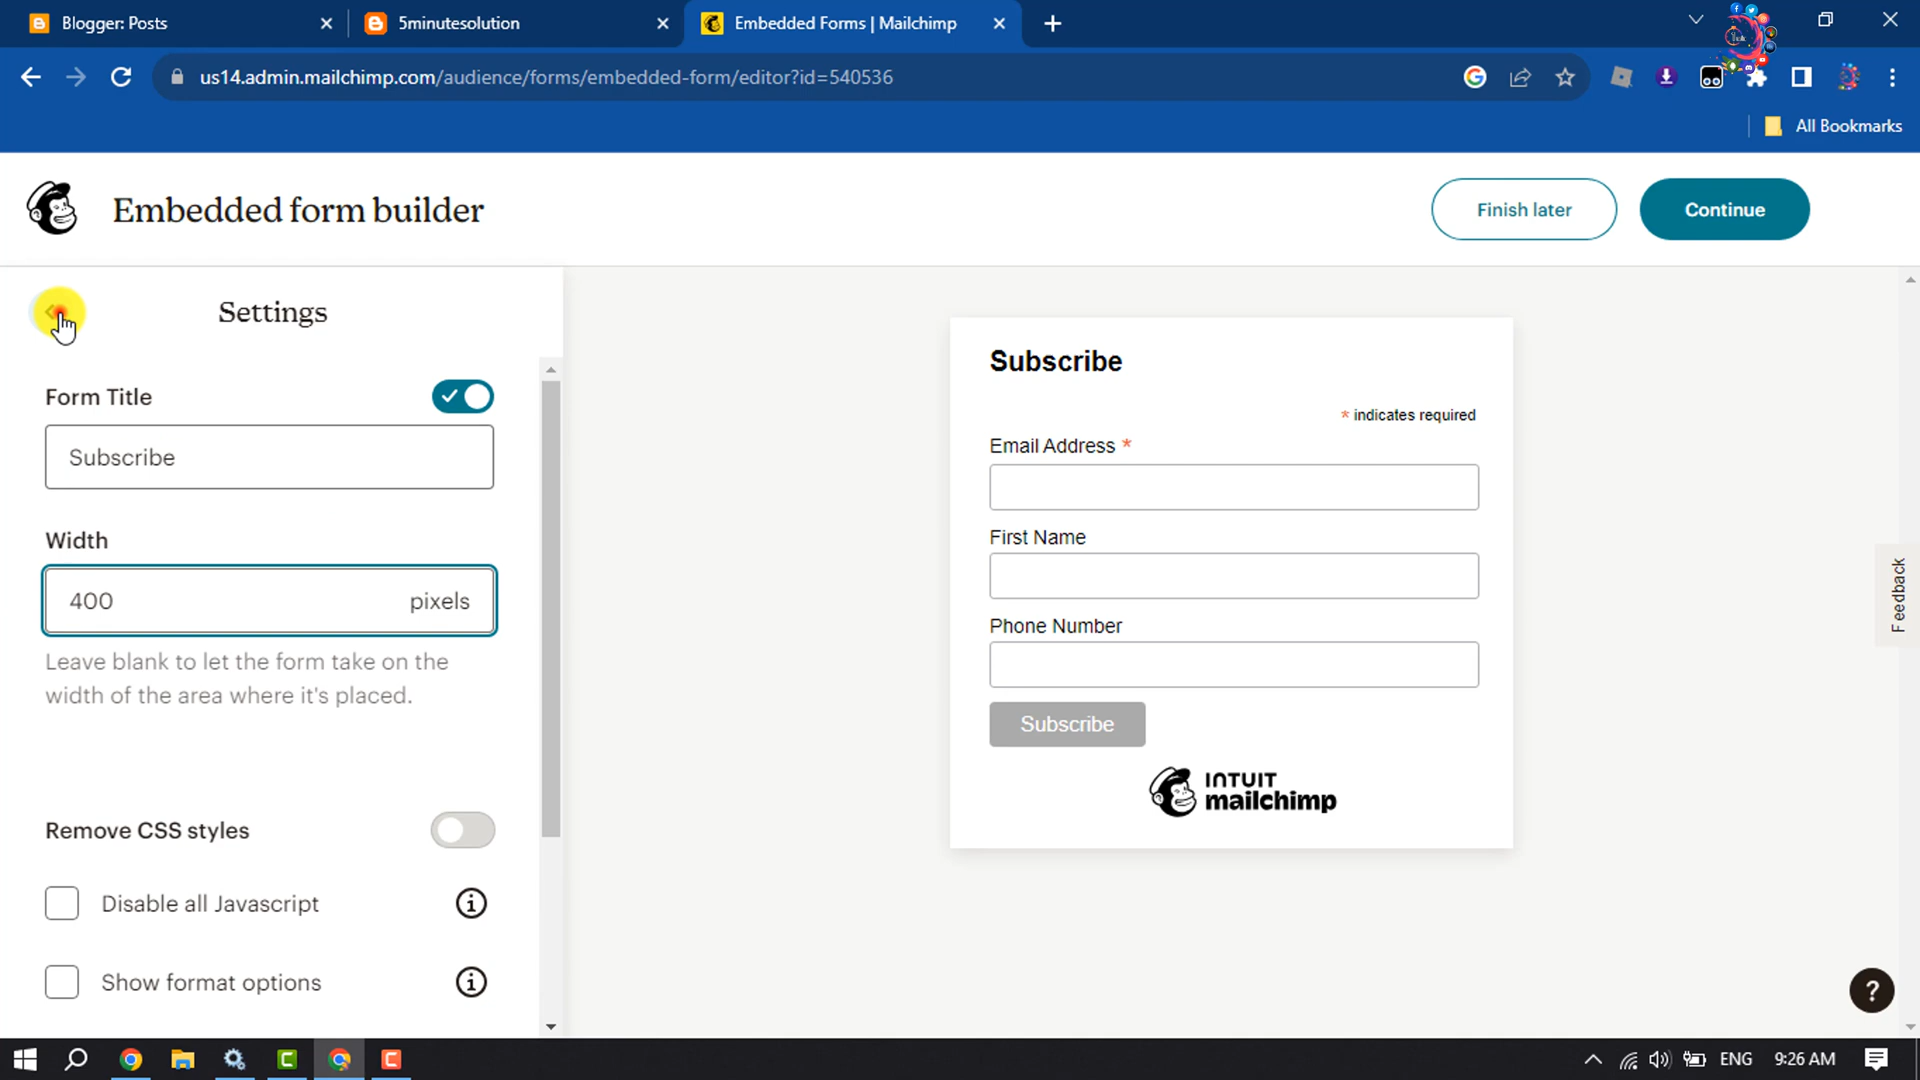 Blogger: Posts
5minutesolution
Embedded Forms | Mailchimp
us14.admin.mailchimp.com/audience/forms/embedded-form/editor?id=540536
All Bookmarks
Embedded form builder
Finish later
Continue
Settings
Form Title
Subscribe
Width
400 pixels
Leave blank to let the form take on the
width of the area where it's placed.
Remove CSS styles
Disable all Javascript
Show format options
Subscribe
* indicates required
Email Address *
First Name
Phone Number
Subscribe
INTUIT
mailchimp
Feedback
?
ENG
9:26 AM